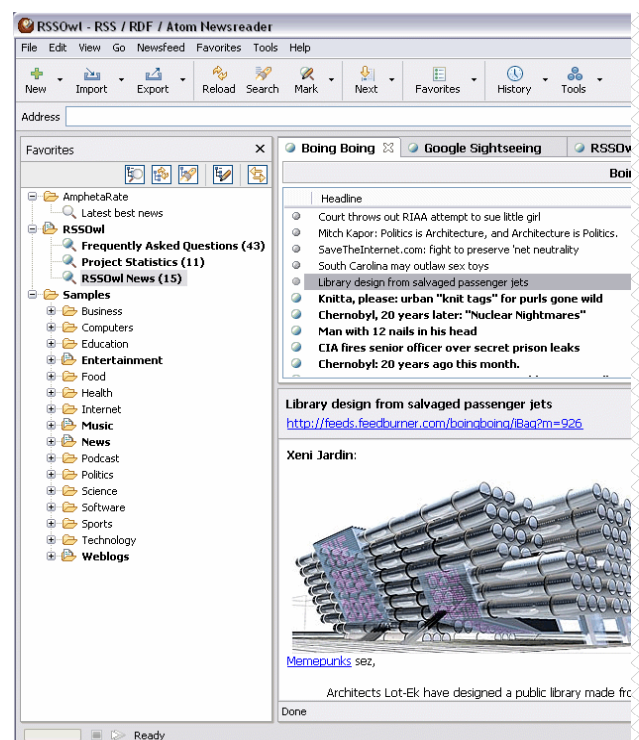 RSSOwl - RSS / RDF / Atom Newsreader
File Edit View Go Newsfeed Favorites Tools Help
New Import Export Reload Search Mark Next Favorites History Tools
Address
Favorites
AmphetaRate
Latest best news
RSSOwl
Frequently Asked Questions (43)
Project Statistics (11)
RSSOwl News (15)
Samples
Business
Computers
Education
Entertainment
Food
Health
Internet
Music
News
Podcast
Politics
Science
Software
Sports
Technology
Weblogs
Boing Boing Google Sightseeing RSSOw
Boi
Headline
Court throws out RIAA attempt to sue little girl
Mitch Kapor: Politics is Architecture, and Architecture is Politics.
SaveTheInternet.com: fight to preserve 'net neutrality
South Carolina may outlaw sex toys
Library design from salvaged passenger jets
Knitta, please: urban "knit tags" for purls gone wild
Chernobyl, 20 years later: "Nuclear Nightmares"
Man with 12 nails in his head
CIA fires senior officer over secret prison leaks
Chernobyl: 20 years ago this month.
Library design from salvaged passenger jets
http://feeds.feedburner.com/boingboing/iBag?m=926
Xeni Jardin:
Memepunks sez,
Architects Lot-Ek have designed a public library made fro
Done
Ready